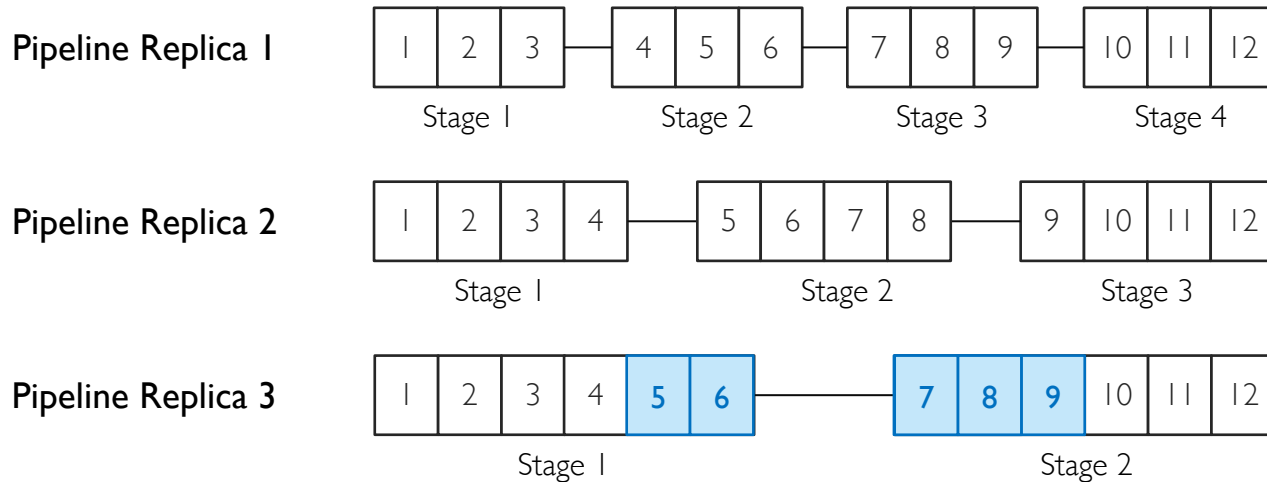 Pipeline Replica 1 1 2 3 4 5 6 7 8 9 10 11 12
Stage 1 Stage 2 Stage 3 Stage 4
Pipeline Replica 2 1 2 3 4 5 6 7 8 9 10 11 12
Stage 1 Stage 2 Stage 3
Pipeline Replica 3 1 2 3 4 5 6 7 8 9 10 11 12
Stage 1 Stage 2